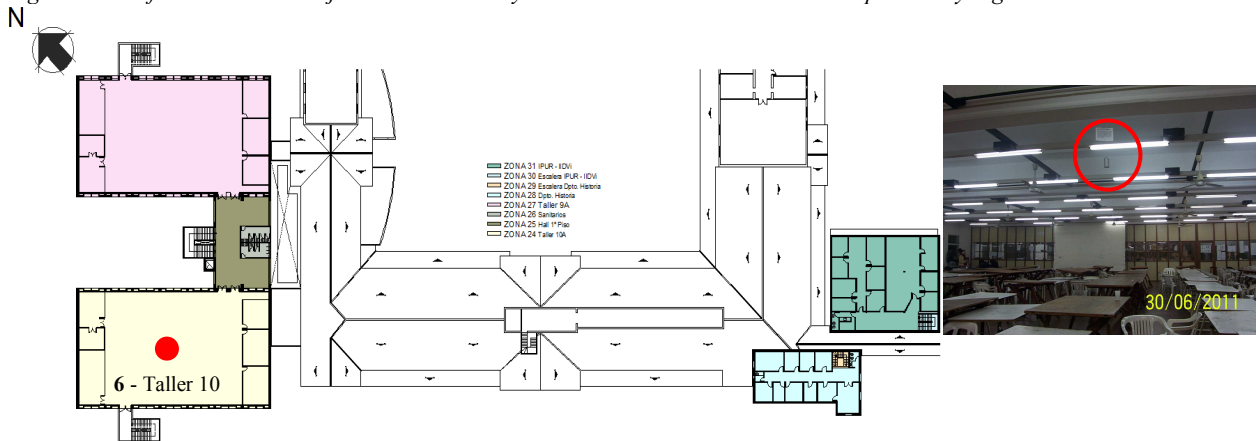 N
ZONA 31 IPUR - IIDVi
ZONA 30 Escalera IPUR - IIDVi
ZONA 29 Escalera Dpto. Historia
ZONA 28 Dpto. Historia
ZONA 27 Taller 9A
ZONA 26 Sanitarios
ZONA 25 Hall 1º Piso
ZONA 24 Taller 10A
6 - Taller 10
30/06/2011